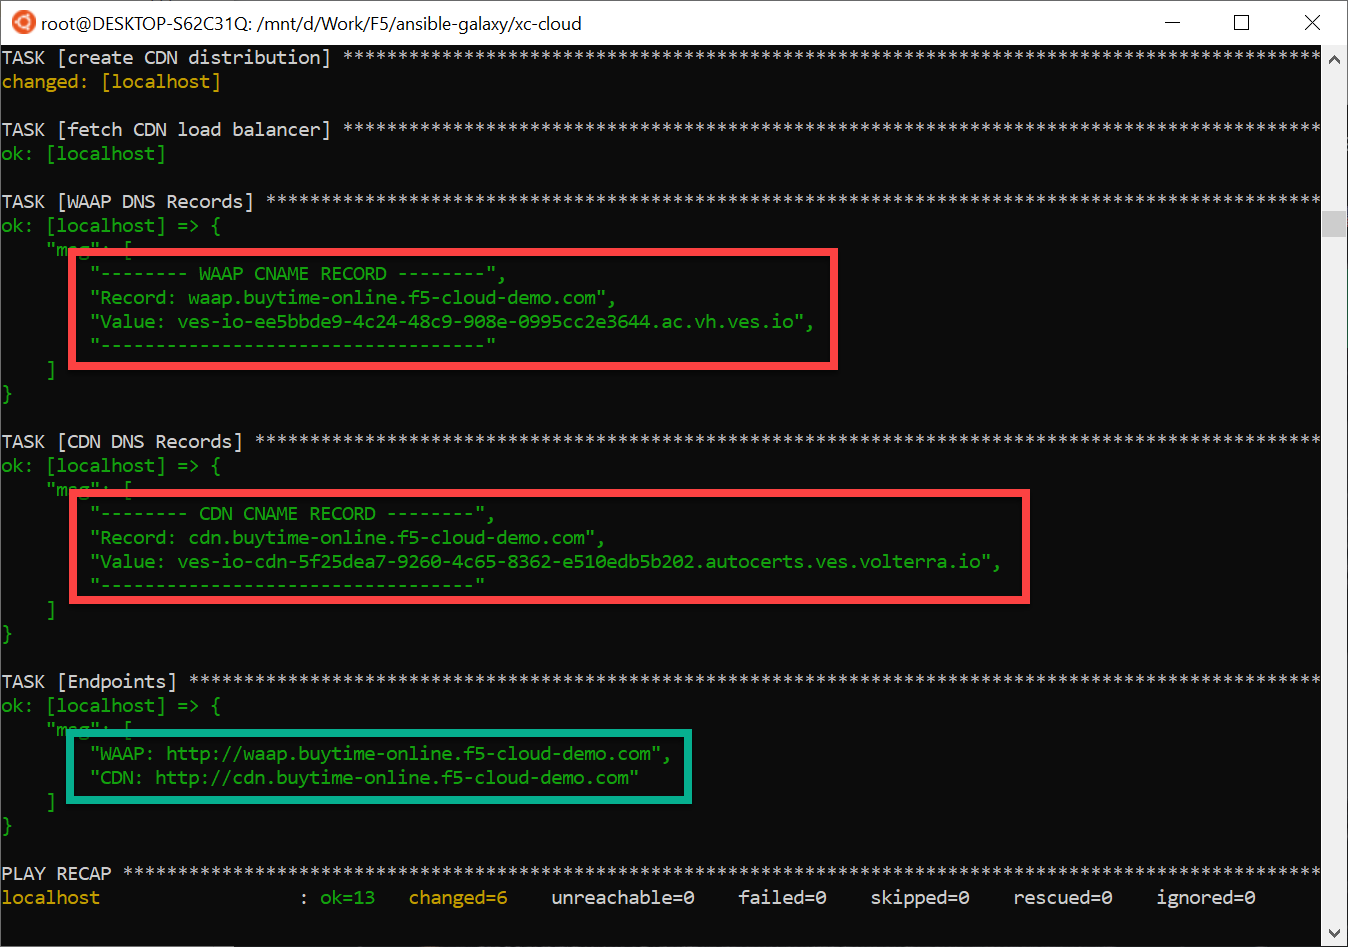 root@DESKTOP-S62C31Q: /mnt/d/Work/F5/ansible-galaxy/xc-cloud
TASK [create CDN distribution] *****************************************************************************************
changed: [localhost]
TASK [fetch CDN load balancer] *****************************************************************************************
ok: [localhost]
TASK [WAAP DNS Records] ************************************************************************************************
ok: [localhost] => {
"msg": [
"-------- WAAP CNAME RECORD --------",
"Record: waap.buytime-online.f5-cloud-demo.com",
"Value: ves-io-ee5bbde9-4c24-48c9-908e-0995cc2e3644.ac.vh.ves.io",
"-----------------------------------"
]
}
TASK [CDN DNS Records] *************************************************************************************************
ok: [localhost] => {
"msg": [
"-------- CDN CNAME RECORD --------",
"Record: cdn.buytime-online.f5-cloud-demo.com",
"Value: ves-io-cdn-5f25dea7-9260-4c65-8362-e510edb5b202.autocerts.ves.volterra.io",
"----------------------------------"
]
}
TASK [Endpoints] *******************************************************************************************************
ok: [localhost] => {
"msg": [
"WAAP: http://waap.buytime-online.f5-cloud-demo.com",
"CDN: http://cdn.buytime-online.f5-cloud-demo.com"
]
}
PLAY RECAP *************************************************************************************************************
localhost : ok=13 changed=6 unreachable=0 failed=0 skipped=0 rescued=0 ignored=0